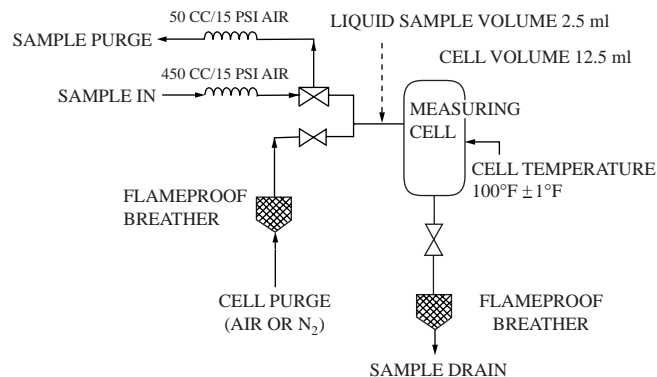 50 CC/15 PSI AIR
LIQUID SAMPLE VOLUME 2.5 ml
SAMPLE PURGE
CELL VOLUME 12.5 ml
450 CC/15 PSI AIR
SAMPLE IN
MEASURING
CELL
CELL TEMPERATURE
100°F ±1°F
FLAMEPROOF
BREATHER
CELL PURGE
(AIR OR N₂)
FLAMEPROOF
BREATHER
SAMPLE DRAIN